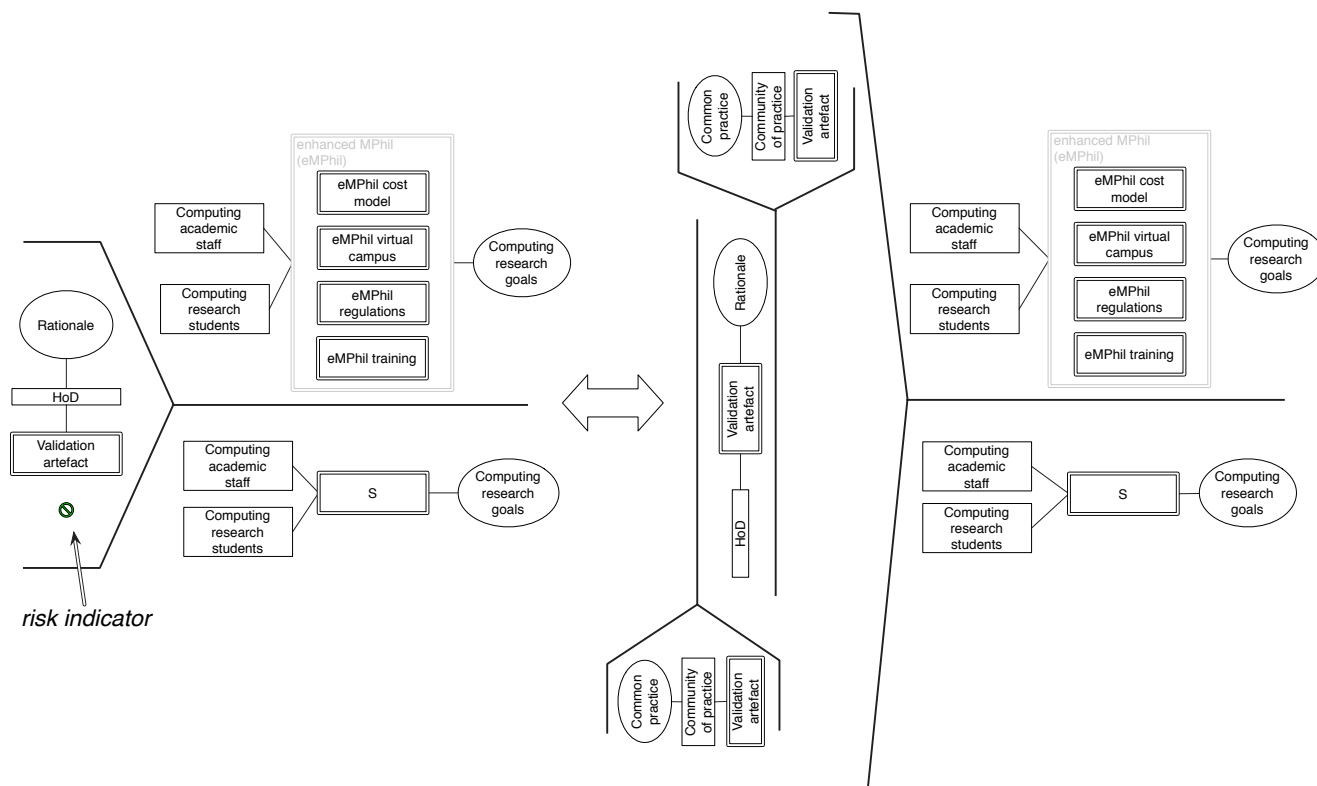 enhanced MPhil
(eMPhil)
eMPhil cost
model
Computing
academic
staff
eMPhil virtual
campus
Computing
research
goals
Computing
research
students
eMPhil
regulations
eMPhil training
Rationale
HoD
Validation
artefact
Computing
academic
staff
S
Computing
research
goals
Computing
research
students
risk indicator
Common
practice
Community
of practice
Validation
artefact
Rationale
Validation
artefact
HoD
Common
practice
Community
of practice
Validation
artefact
enhanced MPhil
(eMPhil)
eMPhil cost
model
Computing
academic
staff
eMPhil virtual
campus
Computing
research
goals
Computing
research
students
eMPhil
regulations
eMPhil training
Computing
academic
staff
S
Computing
research
goals
Computing
research
students